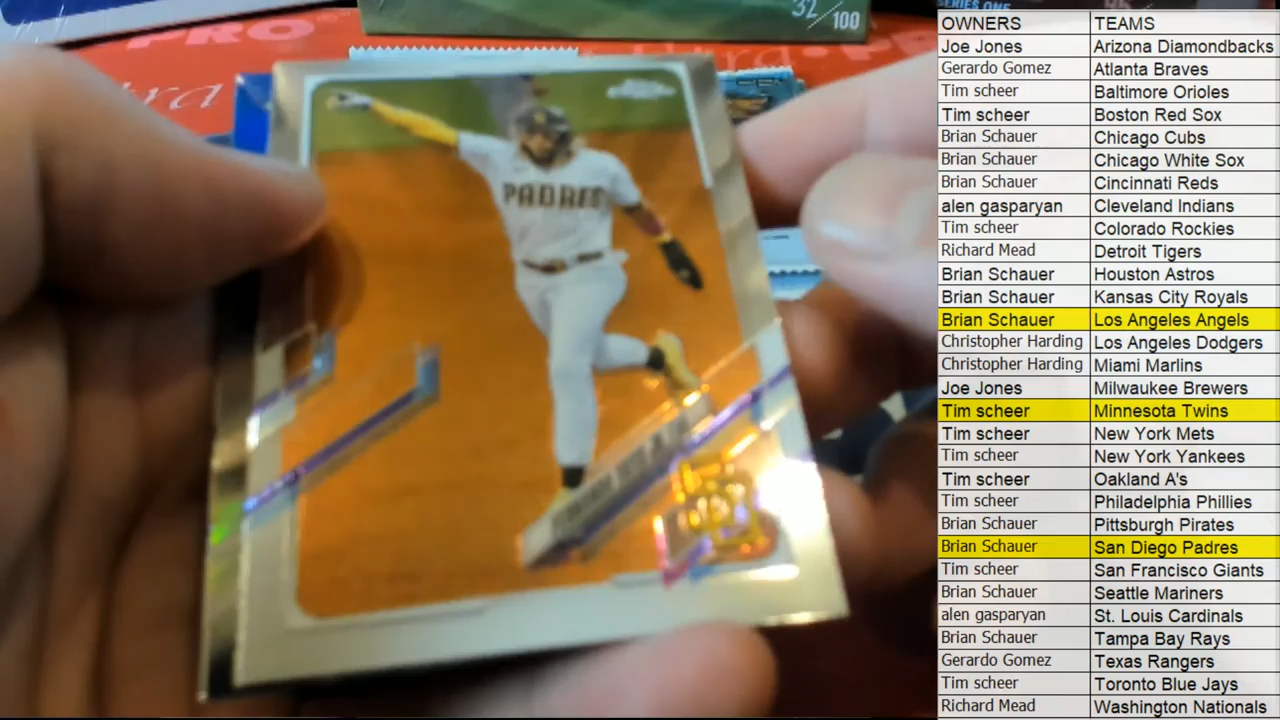 32/100
SERIES ONE
PRO
PADRES
OWNERS TEAMS
Joe Jones Arizona Diamondbacks
Gerardo Gomez Atlanta Braves
Tim scheer Baltimore Orioles
Tim scheer Boston Red Sox
Brian Schauer Chicago Cubs
Brian Schauer Chicago White Sox
Brian Schauer Cincinnati Reds
alen gasparyan Cleveland Indians
Tim scheer Colorado Rockies
Richard Mead Detroit Tigers
Brian Schauer Houston Astros
Brian Schauer Kansas City Royals
Brian Schauer Los Angeles Angels
Christopher Harding Los Angeles Dodgers
Christopher Harding Miami Marlins
Joe Jones Milwaukee Brewers
Tim scheer Minnesota Twins
Tim scheer New York Mets
Tim scheer New York Yankees
Tim scheer Oakland A's
Tim scheer Philadelphia Phillies
Brian Schauer Pittsburgh Pirates
Brian Schauer San Diego Padres
Tim scheer San Francisco Giants
Brian Schauer Seattle Mariners
alen gasparyan St. Louis Cardinals
Brian Schauer Tampa Bay Rays
Gerardo Gomez Texas Rangers
Tim scheer Toronto Blue Jays
Richard Mead Washington Nationals